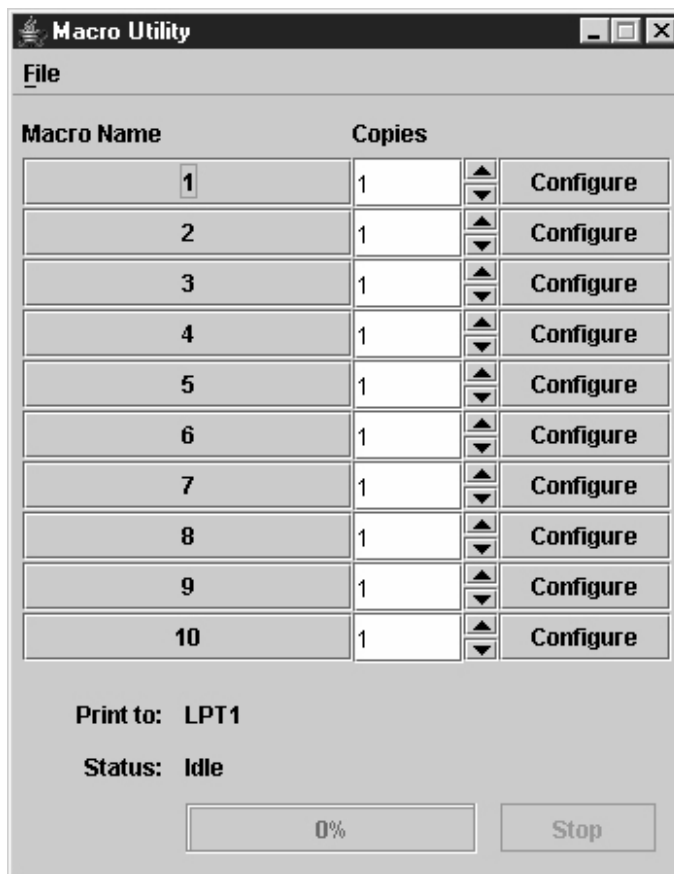 Macro Utility
File
Macro Name Copies
1 1 Configure
2 1 Configure
3 1 Configure
4 1 Configure
5 1 Configure
6 1 Configure
7 1 Configure
8 1 Configure
9 1 Configure
10 1 Configure
Print to: LPT1
Status: Idle
0% Stop